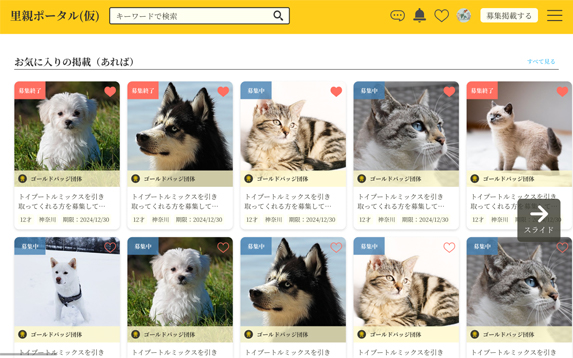 里親ポータル(仮)
キーワードで検索
募集掲載する
お気に入りの掲載（あれば）
すべて見る
募集終了
募集終了
募集中
募集中
募集終了
ゴールドバッジ団体
ゴールドバッジ団体
ゴールドバッジ団体
ゴールドバッジ団体
ゴールドバッジ団体
トイプードルミックスを引き
取ってくれる方を募集して…
12才 神奈川 期限：2024/12/30
トイプードルミックスを引き
取ってくれる方を募集して…
12才 神奈川 期限：2024/12/30
トイプードルミックスを引き
取ってくれる方を募集して…
12才 神奈川 期限：2024/12/30
トイプードルミックスを引き
取ってくれる方を募集して…
12才 神奈川 期限：2024/12/30
トイプードルミックスを引き
取ってくれる方を募集して…
12才 神奈川 期限：2024/12/30
スライド
募集中
募集中
募集中
募集中
募集中
ゴールドバッジ団体
ゴールドバッジ団体
ゴールドバッジ団体
ゴールドバッジ団体
ゴールドバッジ団体
トイプードルミックスを引き
トイプードルミックスを引き
トイプードルミックスを引き
トイプードルミックスを引き
トイプードルミックスを引き